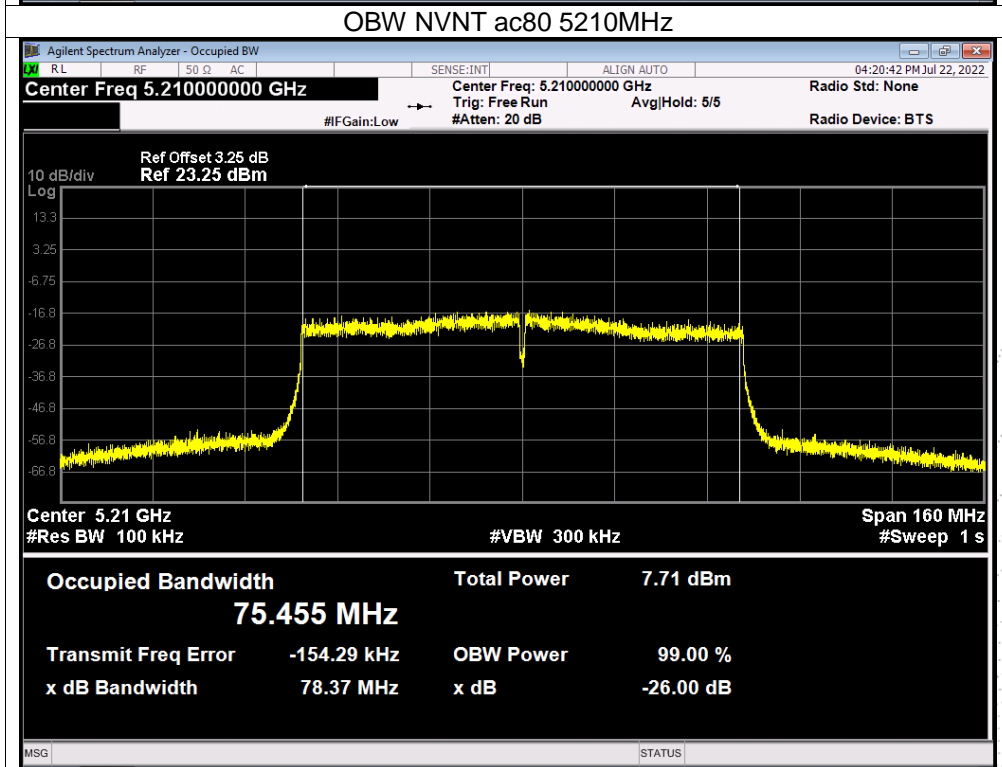 OBW NVNT ac80 5210MHz
Agilent Spectrum Analyzer - Occupied BW
LXI RL RF 50 Ω AC SENSE:INT ALIGN AUTO 04:20:42 PM Jul 22, 2022
Center Freq 5.210000000 GHz Center Freq: 5.210000000 GHz Radio Std: None
Trig: Free Run Avg|Hold: 5/5
#IFGain:Low #Atten: 20 dB Radio Device: BTS
Ref Offset 3.25 dB
10 dB/div Ref 23.25 dBm
Log
13.3
3.25
-6.75
-16.8
-26.8
-36.8
-46.8
-56.8
-66.8
Center 5.21 GHz Span 160 MHz
#Res BW 100 kHz #VBW 300 kHz #Sweep 1 s
Occupied Bandwidth Total Power 7.71 dBm
75.455 MHz
Transmit Freq Error -154.29 kHz OBW Power 99.00 %
x dB Bandwidth 78.37 MHz x dB -26.00 dB
MSG STATUS